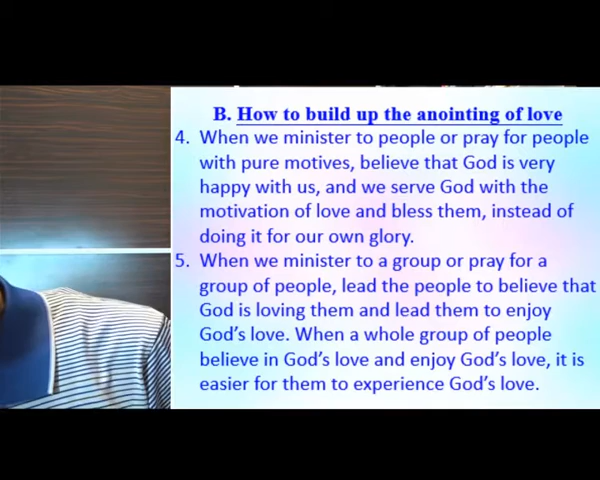 B. How to build up the anointing of love
4. When we minister to people or pray for people
with pure motives, believe that God is very
happy with us, and we serve God with the
motivation of love and bless them, instead of
doing it for our own glory.
5. When we minister to a group or pray for a
group of people, lead the people to believe that
God is loving them and lead them to enjoy
God's love. When a whole group of people
believe in God's love and enjoy God's love, it is
easier for them to experience God's love.